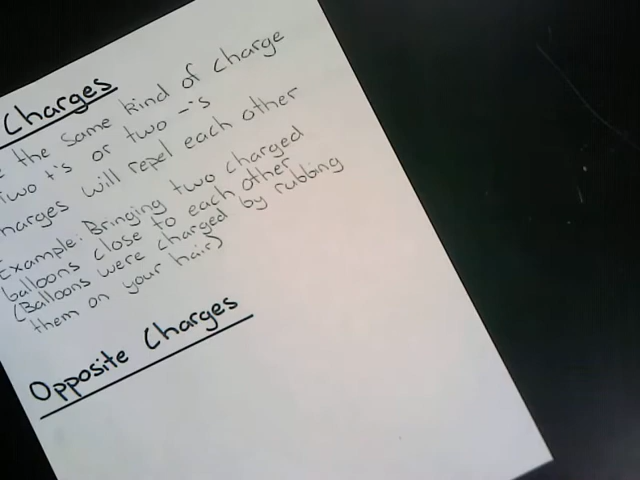 Charges
the same kind of charge
two +'s or two -'s
charges will repel each other
Example: Bringing two charged
balloons close to each other
(Balloons were charged by rubbing
them on your hair)
Opposite Charges